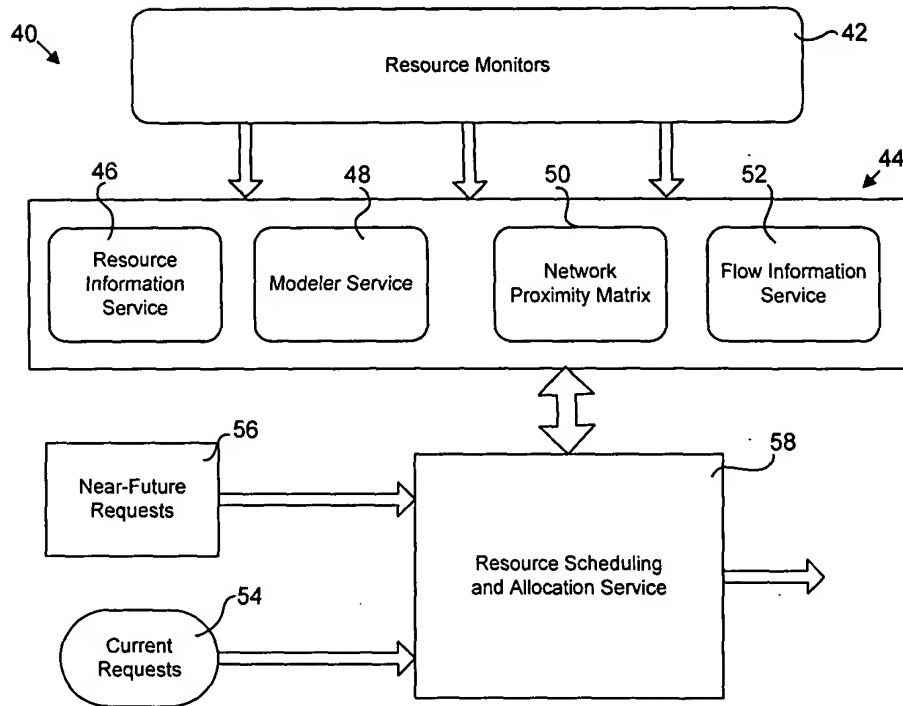 40
42
Resource Monitors
44
46
48
50
52
Resource
Information
Service
Modeler Service
Network
Proximity Matrix
Flow Information
Service
56
58
Near-Future
Requests
Resource Scheduling
and Allocation Service
54
Current
Requests